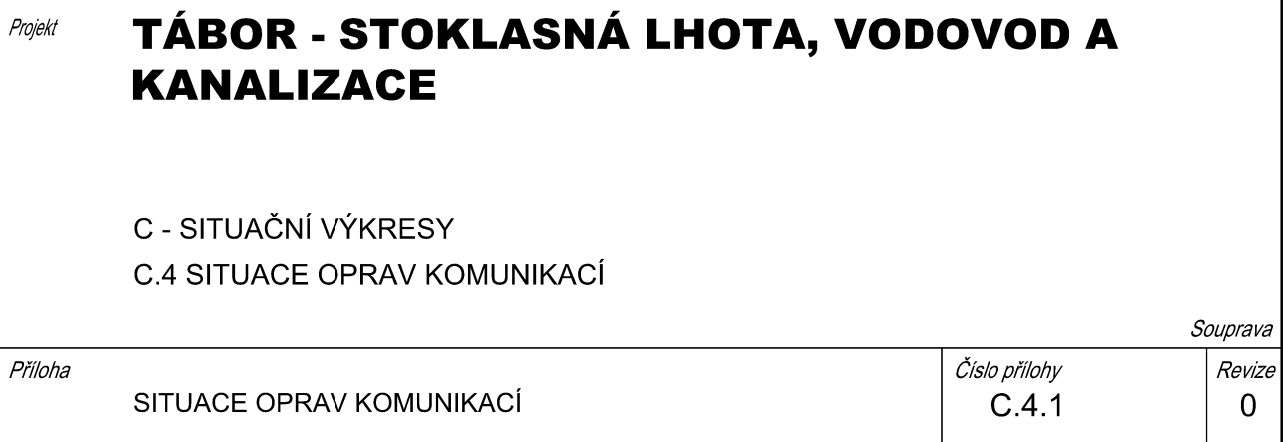 Projekt
TÁBOR - STOKLASNÁ LHOTA, VODOVOD A
KANALIZACE
C - SITUAČNÍ VÝKRESY
C.4 SITUACE OPRAV KOMUNIKACÍ
Souprava
Příloha
SITUACE OPRAV KOMUNIKACÍ
Číslo přílohy
C.4.1
Revize
0